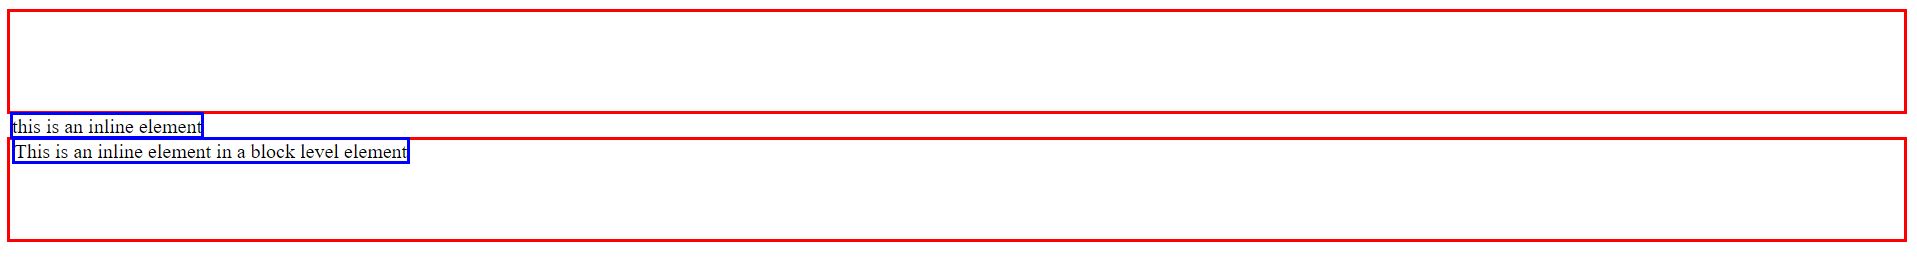 this is an inline element
This is an inline element in a block level element